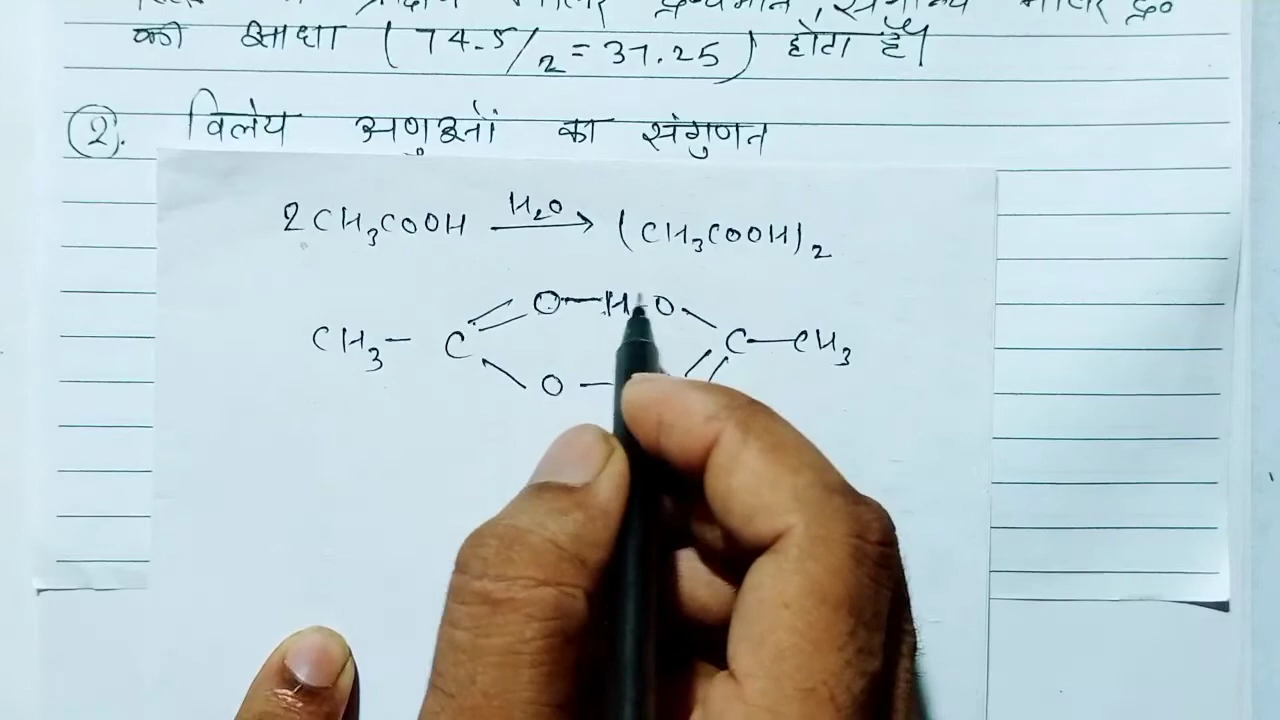 की आधा ( 74.5/2 = 37.25 ) होता है।
2. विलेय अणुओं का संगुणन
2CH₃COOH H₂O→ (CH₃COOH)₂
O—H O
CH₃— C C—CH₃
O —